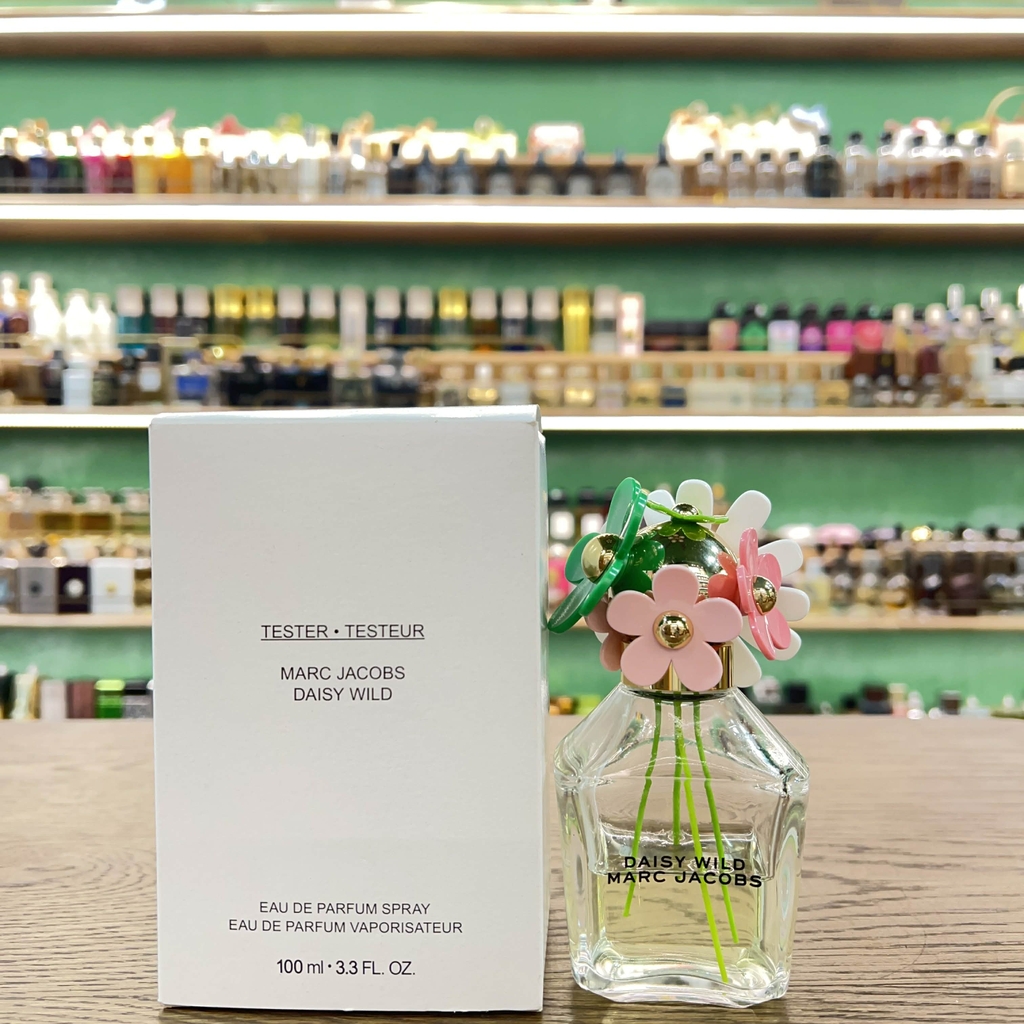 TESTER • TESTEUR
MARC JACOBS
DAISY WILD
EAU DE PARFUM SPRAY
EAU DE PARFUM VAPORISATEUR
100 ml • 3.3 FL. OZ.
DAISY WILD
MARC JACOBS